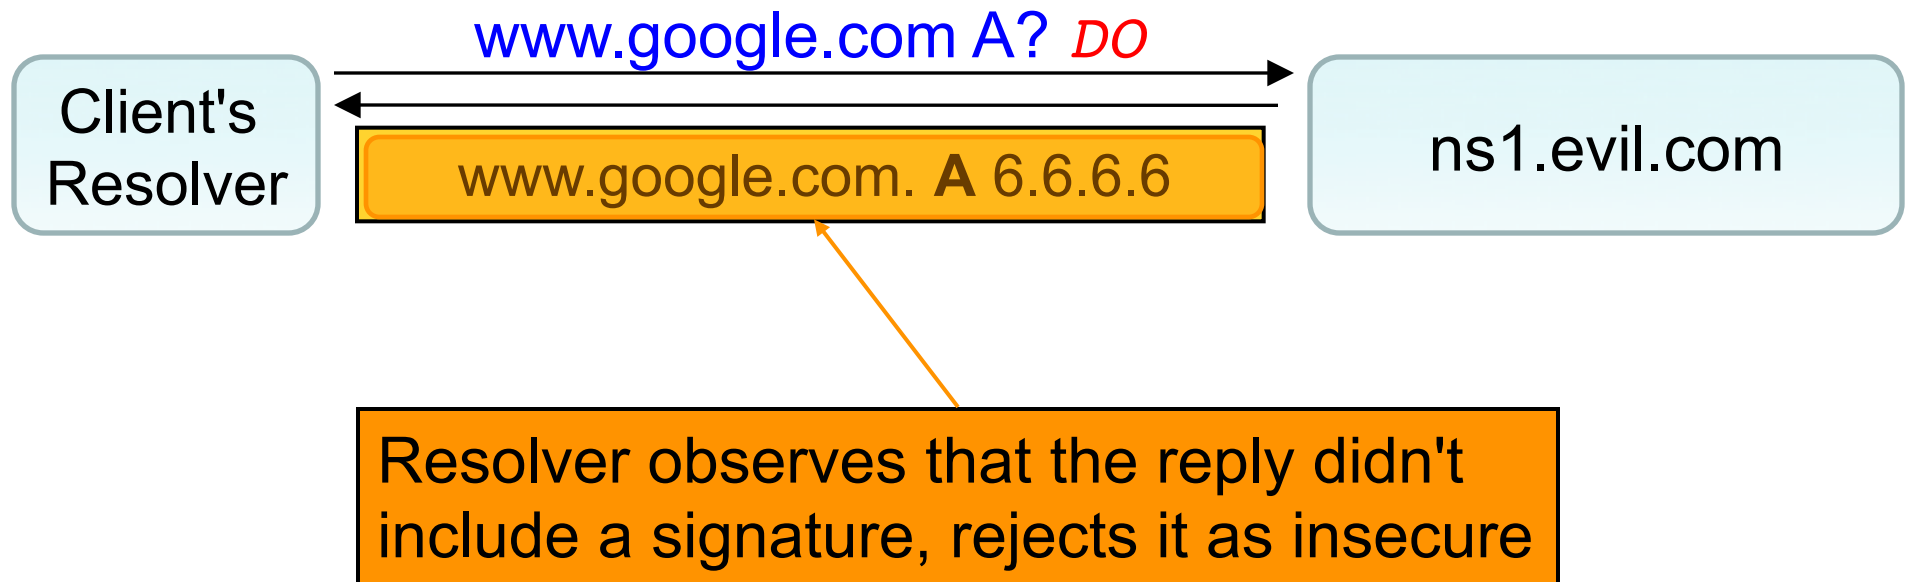 www.google.com A? DO
Client's
Resolver
www.google.com. A 6.6.6.6
ns1.evil.com
Resolver observes that the reply didn't
include a signature, rejects it as insecure